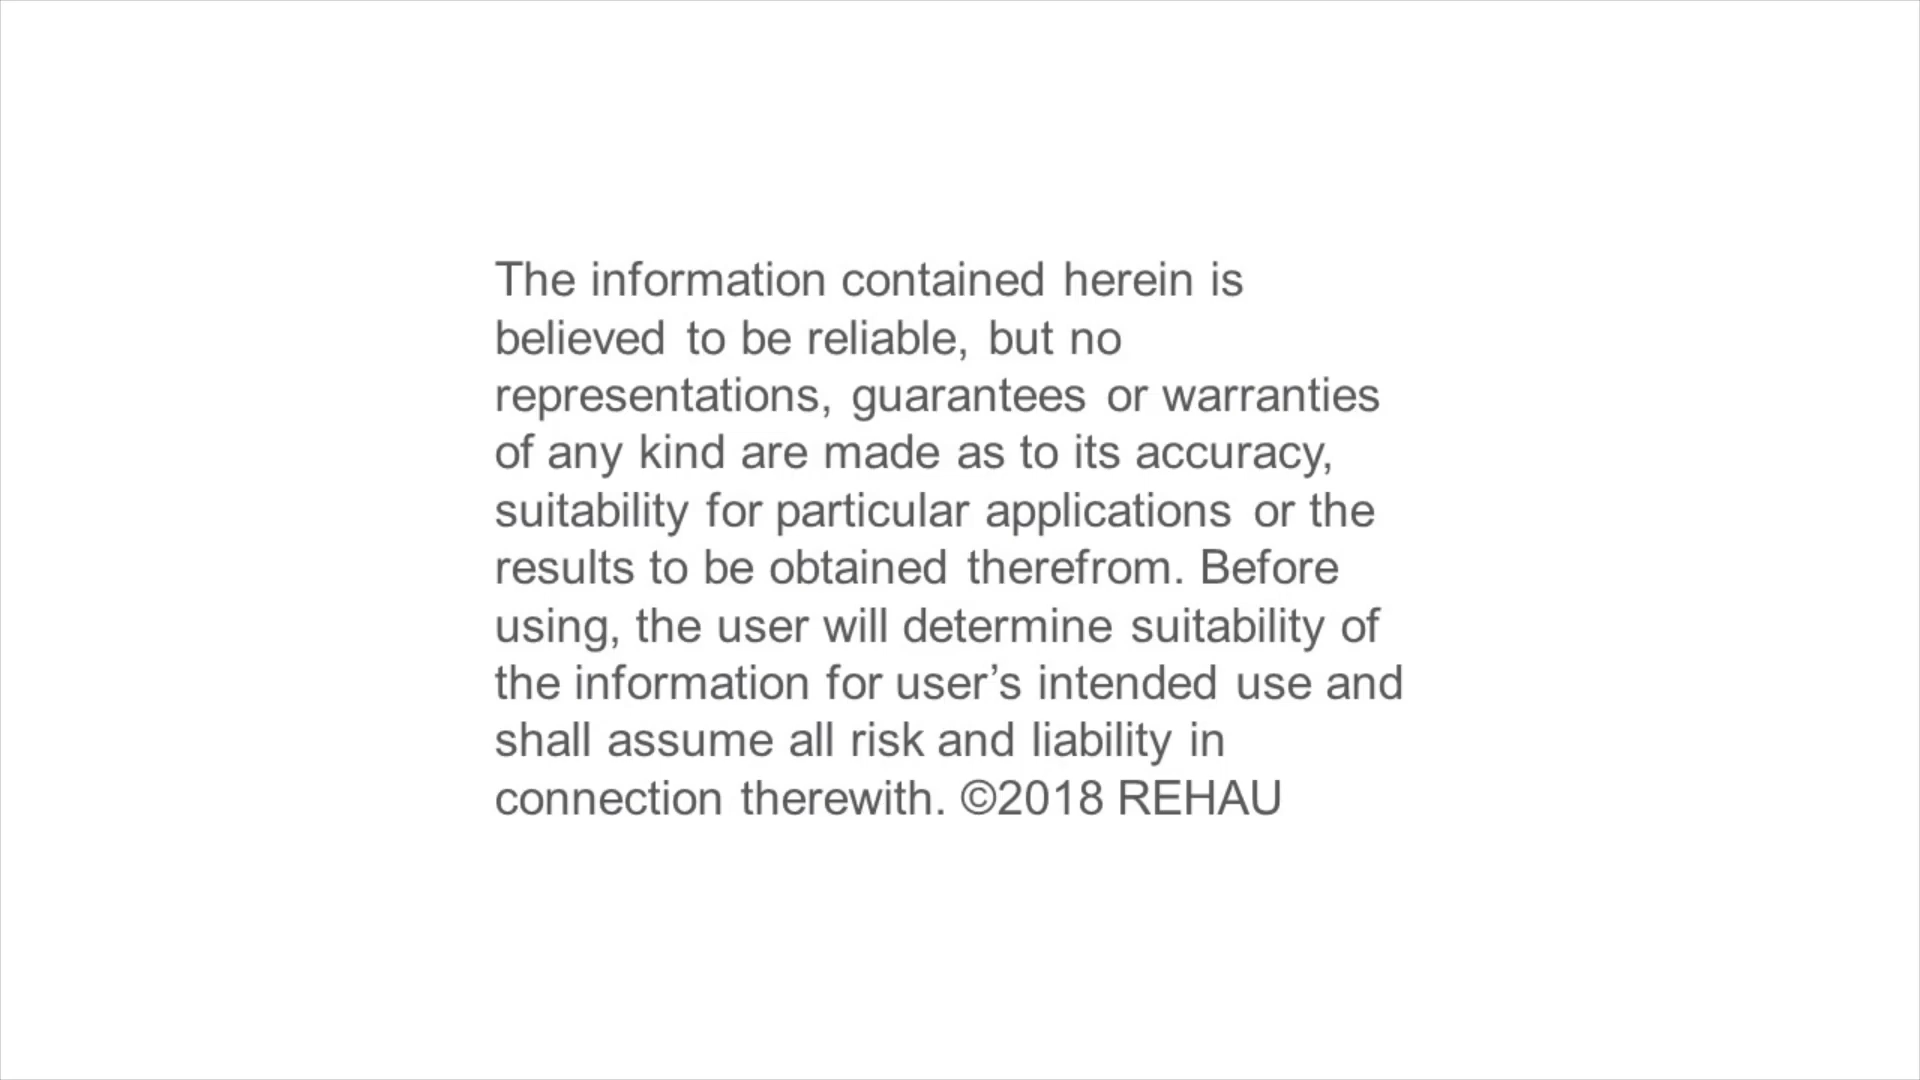 The information contained herein is
believed to be reliable, but no
representations, guarantees or warranties
of any kind are made as to its accuracy,
suitability for particular applications or the
results to be obtained therefrom. Before
using, the user will determine suitability of
the information for user’s intended use and
shall assume all risk and liability in
connection therewith. ©2018 REHAU